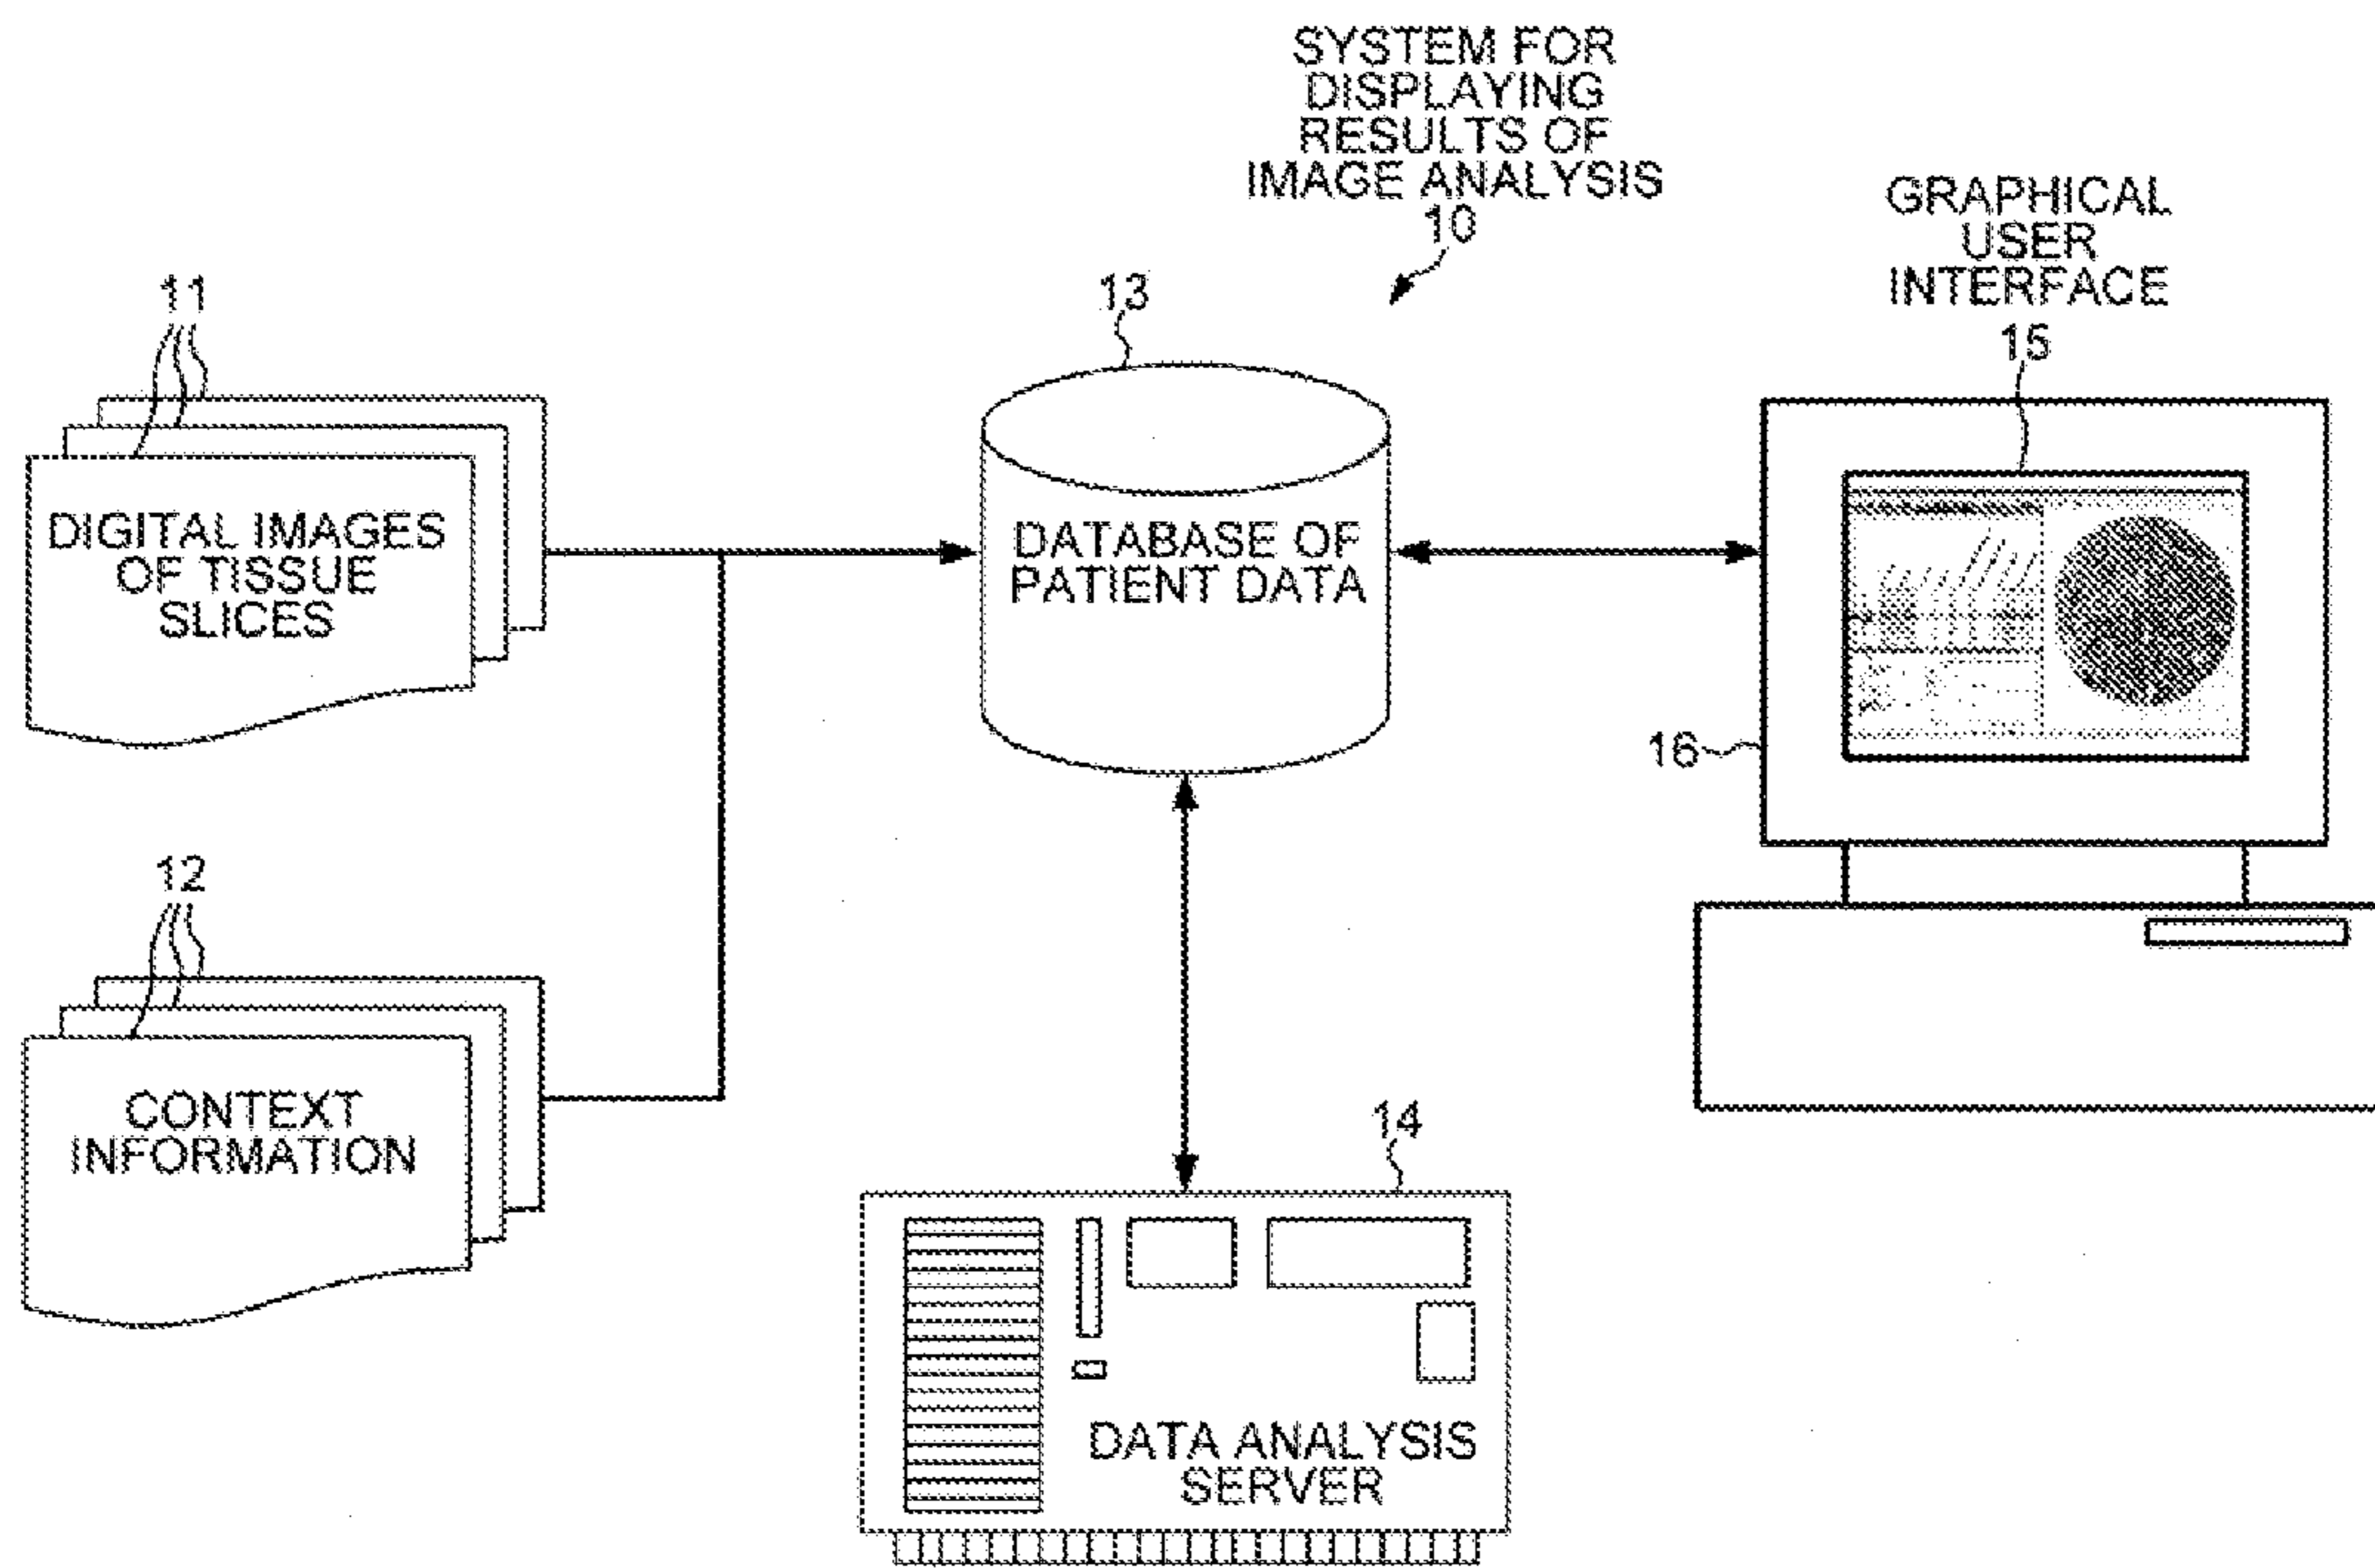 SYSTEM FOR
DISPLAYING
RESULTS OF
IMAGE ANALYSIS
10
GRAPHICAL
USER
INTERFACE
15
11
13
DIGITAL IMAGES
OF TISSUE
SLICES
DATABASE OF
PATIENT DATA
16
12
CONTEXT
INFORMATION
14
DATA ANALYSIS
SERVER